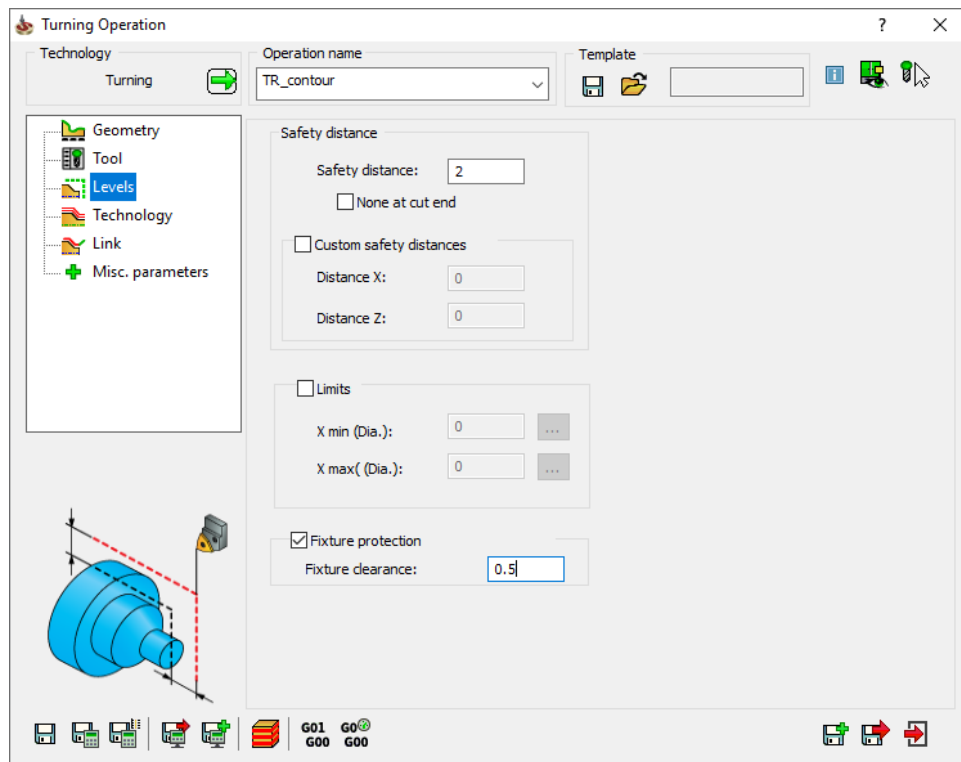 Turning Operation
?
Technology
Turning
Operation name
TR_contour
Template
Geometry
Tool
Levels
Technology
Link
Misc. parameters
Safety distance
Safety distance:
2
None at cut end
Custom safety distances
Distance X:
0
Distance Z:
0
Limits
X min (Dia.):
0
...
X max( (Dia.):
0
...
Fixture protection
Fixture clearance:
0.5
G01
G00
G0
G00